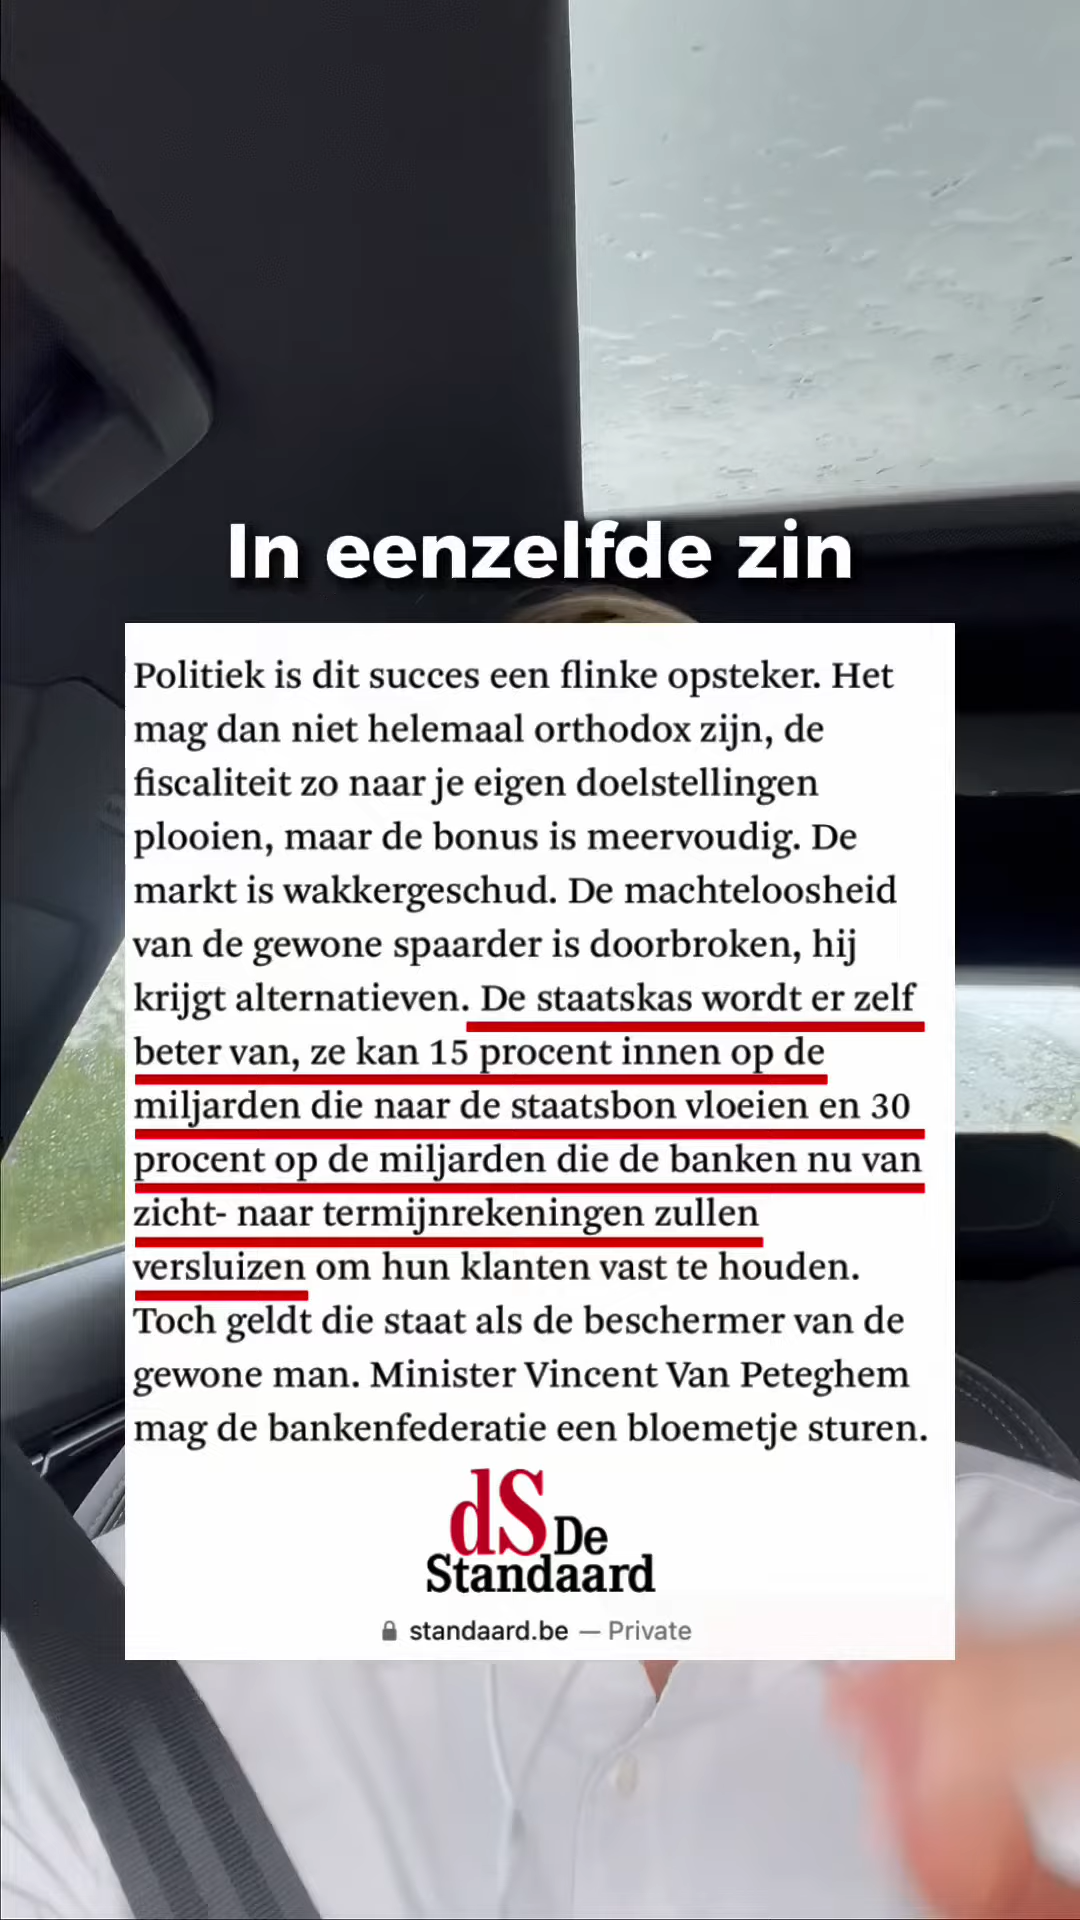 In eenzelfde zin
Politiek is dit succes een flinke opsteker. Het
mag dan niet helemaal orthodox zijn, de
fiscaliteit zo naar je eigen doelstellingen
plooien, maar de bonus is meervoudig. De
markt is wakkergeschud. De machteloosheid
van de gewone spaarder is doorbroken, hij
krijgt alternatieven. De staatskas wordt er zelf
beter van, ze kan 15 procent innen op de
miljarden die naar de staatsbon vloeien en 30
procent op de miljarden die de banken nu van
zicht- naar termijnrekeningen zullen
versluizen om hun klanten vast te houden.
Toch geldt die staat als de beschermer van de
gewone man. Minister Vincent Van Peteghem
mag de bankenfederatie een bloemetje sturen.
dS De
Standaard
standaard.be — Private